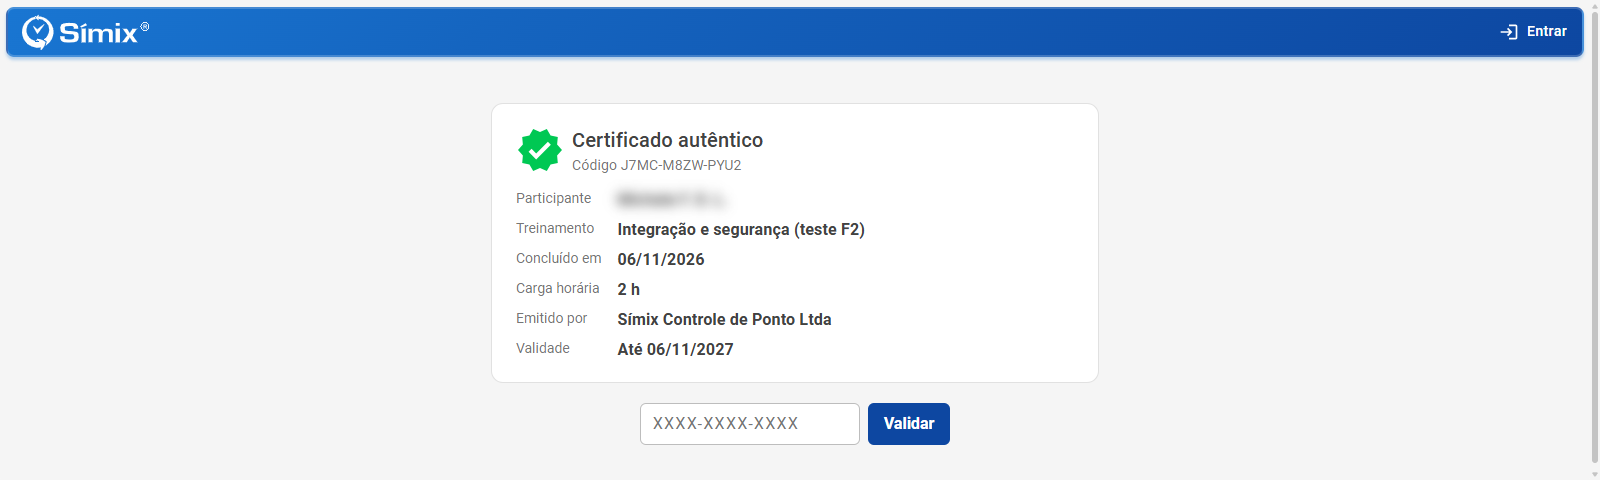 Símix®
Entrar
Certificado autêntico
Código J7MC-M8ZW-PYU2
Participante
Treinamento Integração e segurança (teste F2)
Concluído em 06/11/2026
Carga horária 2 h
Emitido por Símix Controle de Ponto Ltda
Validade Até 06/11/2027
XXXX-XXXX-XXXX
Validar